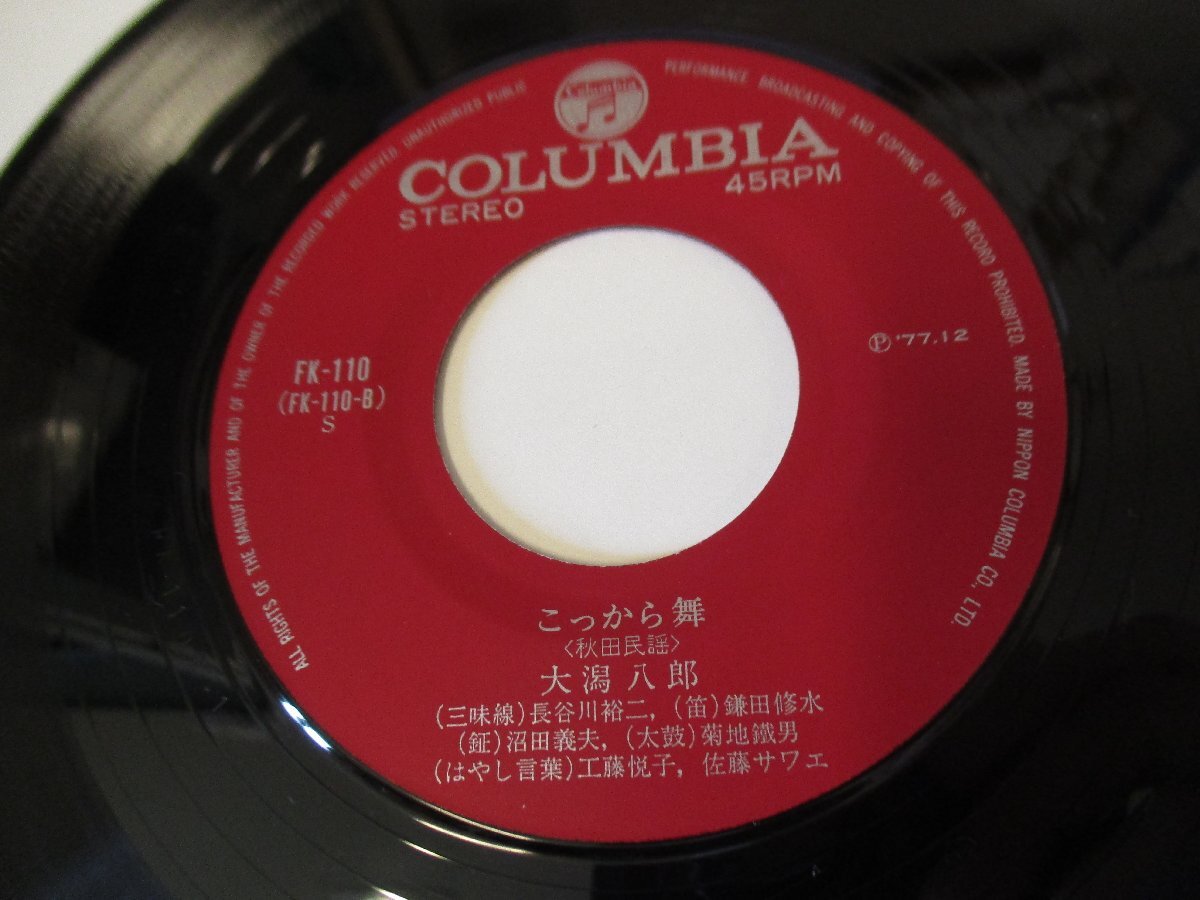 Columbia
COLUMBIA
STEREO 45RPM
FK-110
(FK-110-B)
S
Ⓟ '77.12
こっから舞
〈秋田民謡〉
大潟八郎
(三味線)長谷川裕二, (笛)鎌田修水
(鉦)沼田義夫, (太鼓)菊地鐵男
(はやし言葉)工藤悦子, 佐藤サワエ
ALL RIGHTS OF THE MANUFACTURER AND OF THE OWNER OF THE RECORDED WORK RESERVED. UNAUTHORIZED PUBLIC PERFORMANCE BROADCASTING AND COPYING OF THIS RECORD PROHIBITED. MADE BY NIPPON COLUMBIA CO., LTD.